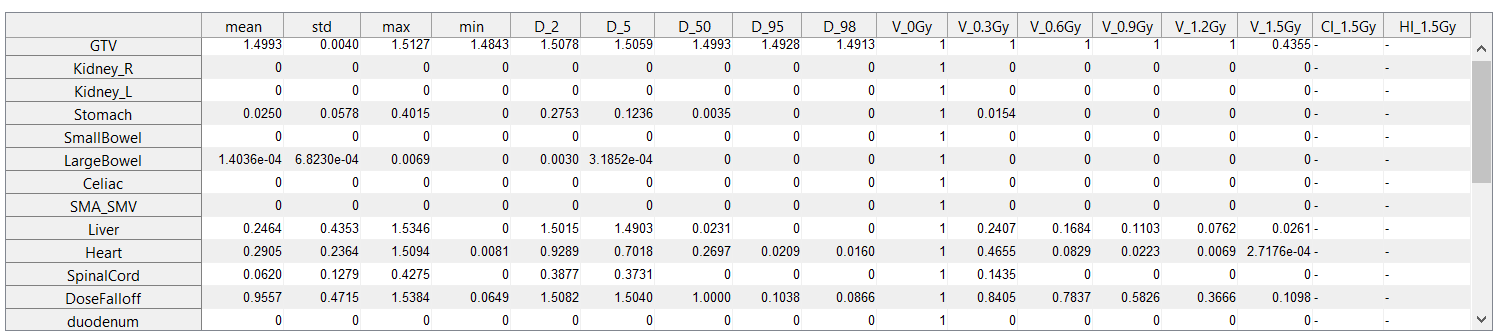 mean std max min D_2 D_5 D_50 D_95 D_98 V_0Gy V_0.3Gy V_0.6Gy V_0.9Gy V_1.2Gy V_1.5Gy CI_1.5Gy HI_1.5Gy
GTV 1.4993 0.0040 1.5127 1.4843 1.5078 1.5059 1.4993 1.4928 1.4913 1 1 1 1 1 0.4355 - -
Kidney_R 0 0 0 0 0 0 0 0 0 1 0 0 0 0 0 - -
Kidney_L 0 0 0 0 0 0 0 0 0 1 0 0 0 0 0 - -
Stomach 0.0250 0.0578 0.4015 0 0.2753 0.1236 0.0035 0 0 1 0.0154 0 0 0 0 - -
SmallBowel 0 0 0 0 0 0 0 0 0 1 0 0 0 0 0 - -
LargeBowel 1.4036e-04 6.8230e-04 0.0069 0 0.0030 3.1852e-04 0 0 0 1 0 0 0 0 0 - -
Celiac 0 0 0 0 0 0 0 0 0 1 0 0 0 0 0 - -
SMA_SMV 0 0 0 0 0 0 0 0 0 1 0 0 0 0 0 - -
Liver 0.2464 0.4353 1.5346 0 1.5015 1.4903 0.0231 0 0 1 0.2407 0.1684 0.1103 0.0762 0.0261 - -
Heart 0.2905 0.2364 1.5094 0.0081 0.9289 0.7018 0.2697 0.0209 0.0160 1 0.4655 0.0829 0.0223 0.0069 2.7176e-04 - -
SpinalCord 0.0620 0.1279 0.4275 0 0.3877 0.3731 0 0 0 1 0.1435 0 0 0 0 - -
DoseFalloff 0.9557 0.4715 1.5384 0.0649 1.5082 1.5040 1.0000 0.1038 0.0866 1 0.8405 0.7837 0.5826 0.3666 0.1098 - -
duodenum 0 0 0 0 0 0 0 0 0 1 0 0 0 0 0 - -